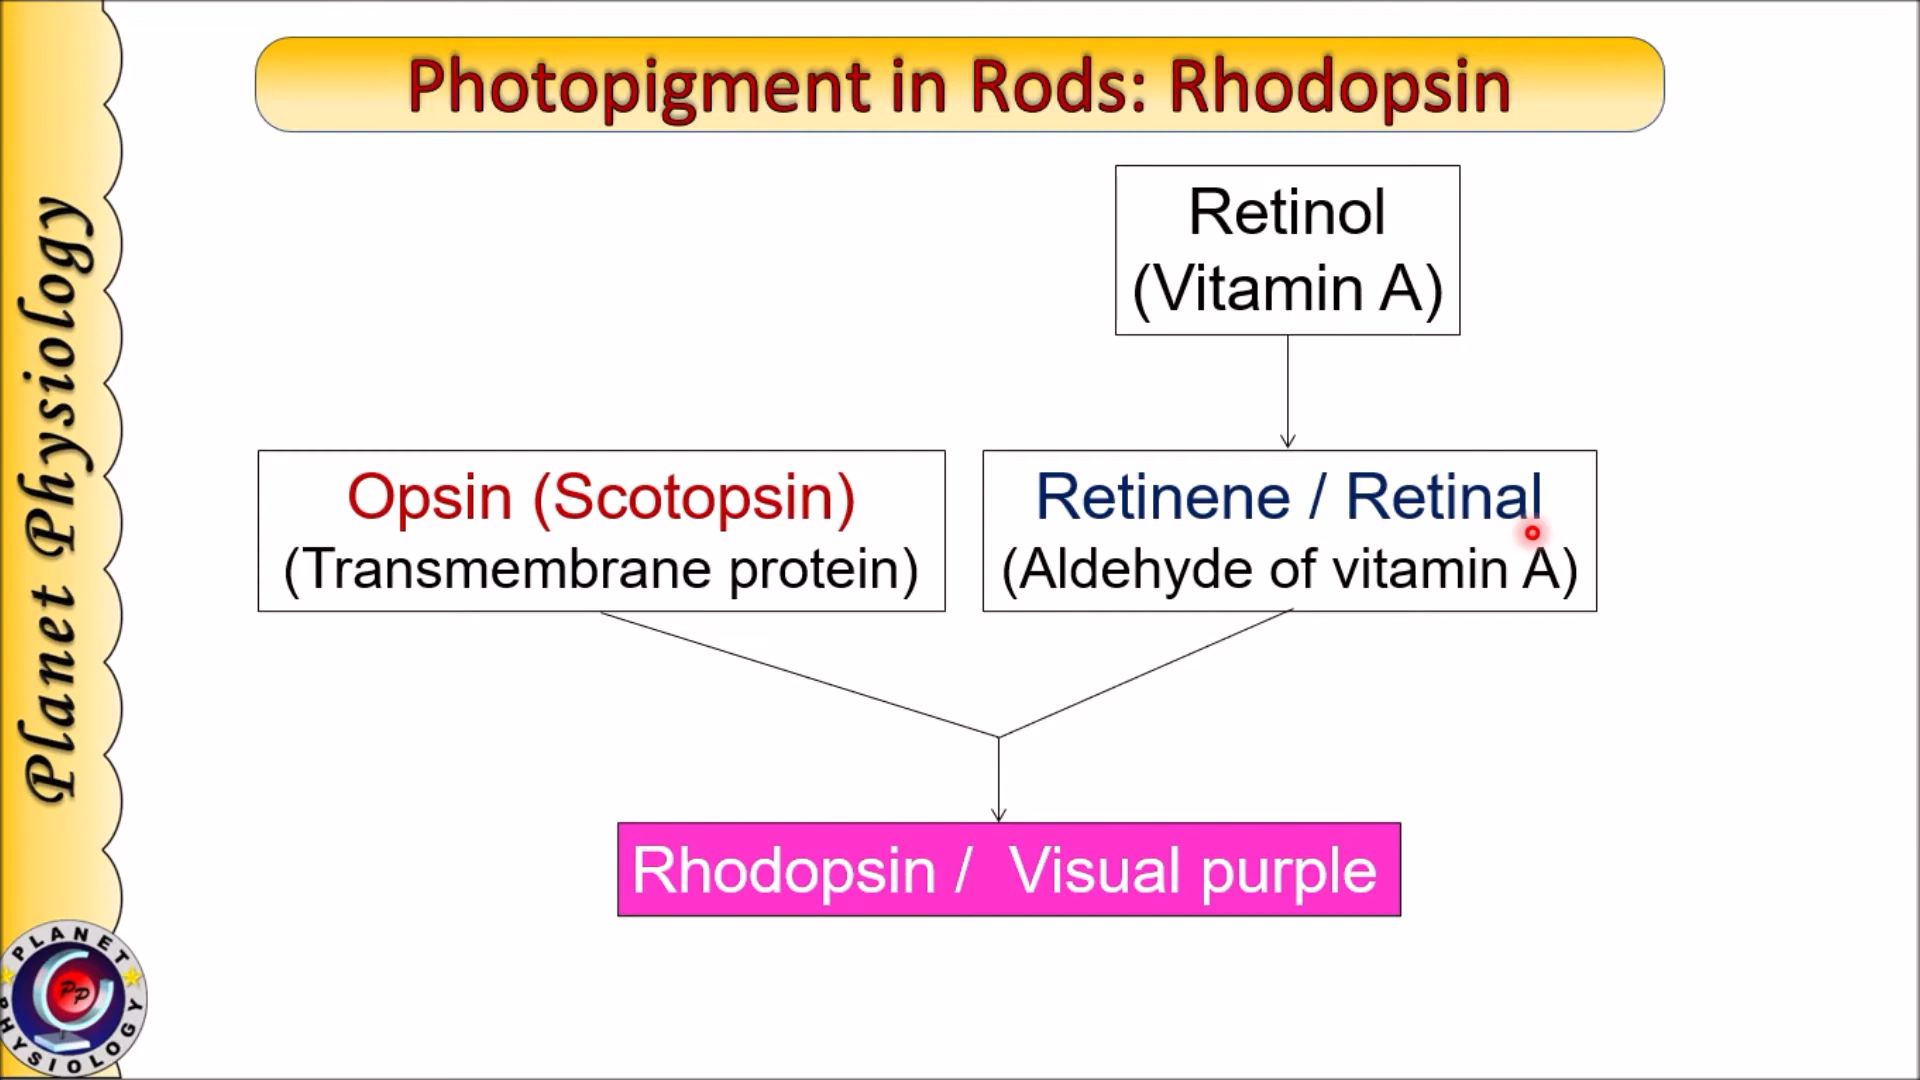 Photopigment in Rods: Rhodopsin
Retinol
(Vitamin A)
Opsin (Scotopsin)
(Transmembrane protein)
Retinene / Retinal
(Aldehyde of vitamin A)
Rhodopsin / Visual purple
Planet Physiology
PLANET
PP
PHYSIOLOGY